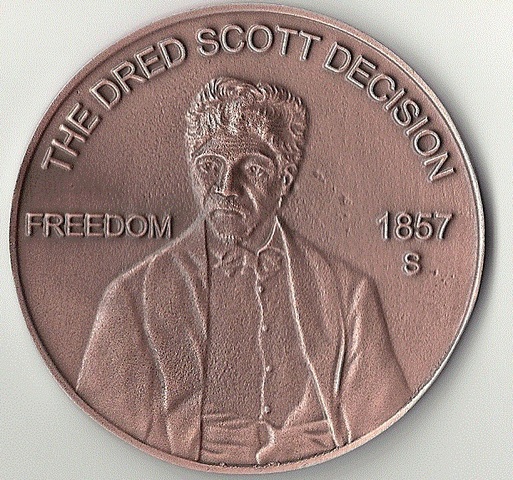 THE DRED SCOTT DECISION
FREEDOM
1857
S